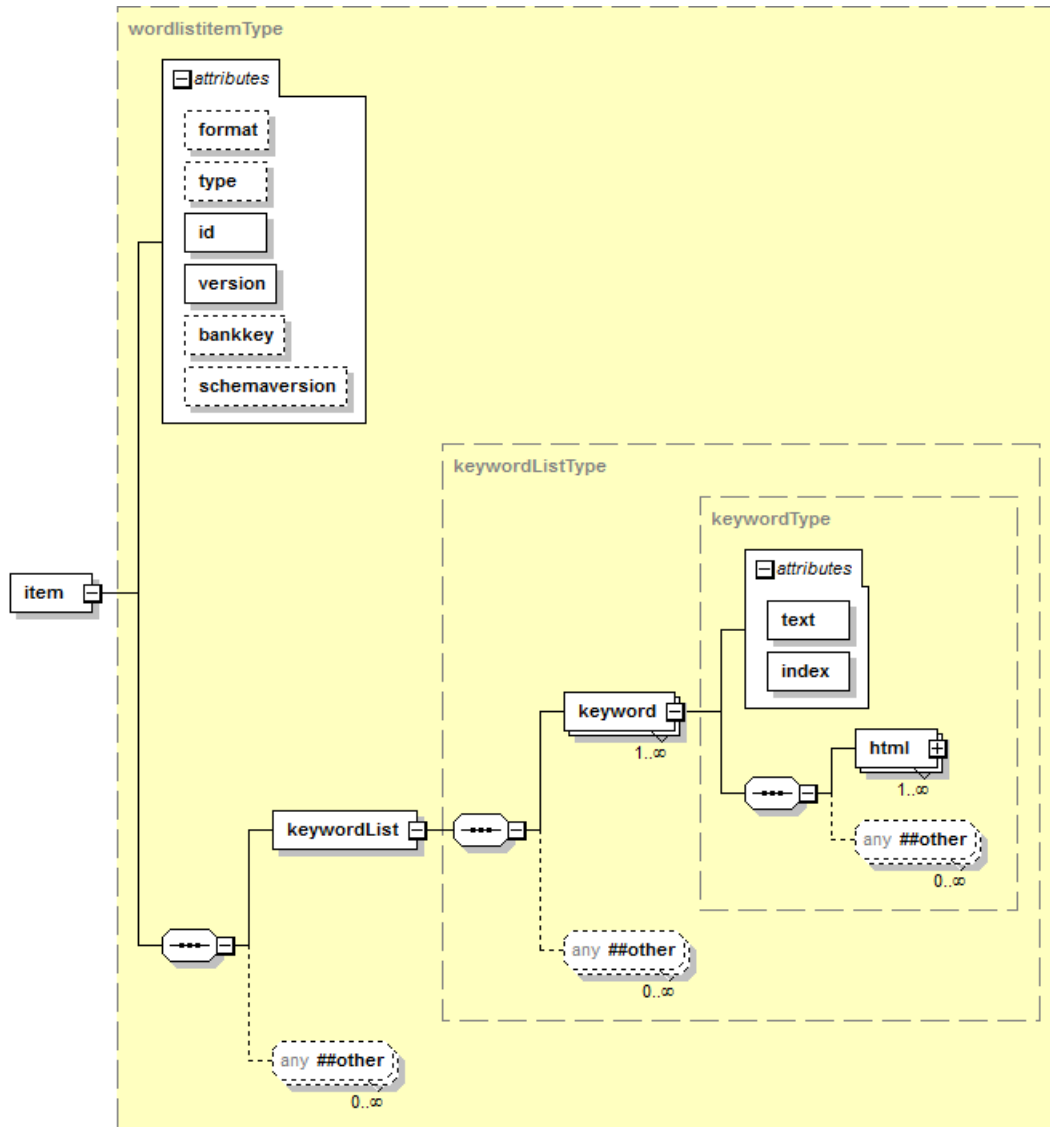 wordlistitemType
attributes
format
type
id
version
bankkey
schemaversion
keywordListType
keywordType
attributes
item
text
index
keyword
1..∞
html
1..∞
keywordList
any ##other
0..∞
any ##other
0..∞
any ##other
0..∞